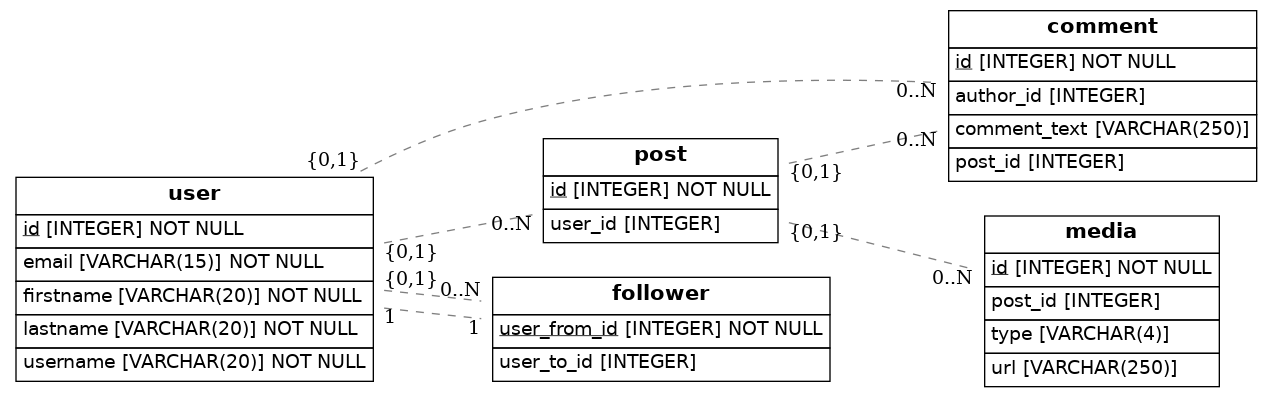 comment
id [INTEGER] NOT NULL
author_id [INTEGER]
comment_text [VARCHAR(250)]
post_id [INTEGER]
0..N
0..N
{0,1}
post
id [INTEGER] NOT NULL
user_id [INTEGER]
{0,1}
{0,1}
user
id [INTEGER] NOT NULL
email [VARCHAR(15)] NOT NULL
firstname [VARCHAR(20)] NOT NULL
lastname [VARCHAR(20)] NOT NULL
username [VARCHAR(20)] NOT NULL
0..N
{0,1}
{0,1}
0..N
1
1
follower
user_from_id [INTEGER] NOT NULL
user_to_id [INTEGER]
media
id [INTEGER] NOT NULL
post_id [INTEGER]
type [VARCHAR(4)]
url [VARCHAR(250)]
0..N